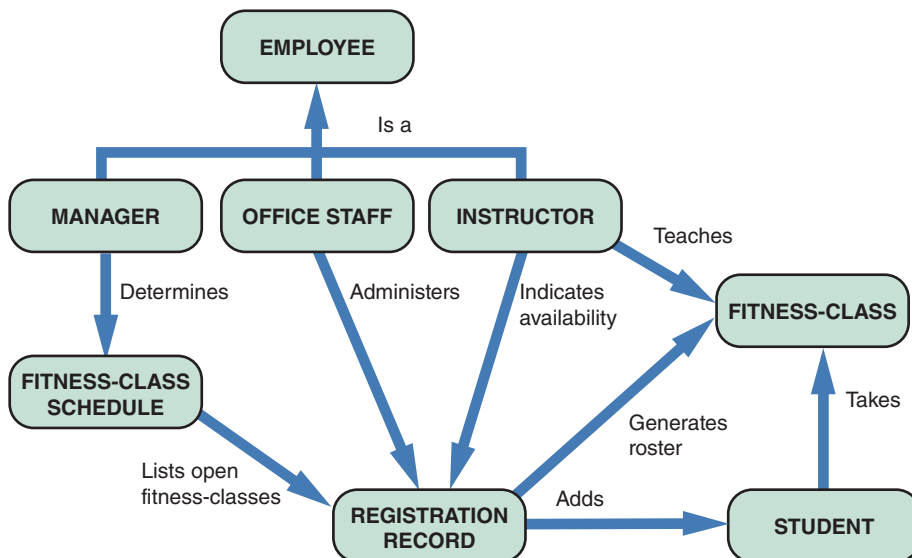 EMPLOYEE
Is a
MANAGER
OFFICE STAFF
INSTRUCTOR
Teaches
Determines
Administers
Indicates
availability
FITNESS-CLASS
FITNESS-CLASS
SCHEDULE
Takes
Generates
roster
Lists open
fitness-classes
Adds
REGISTRATION
RECORD
STUDENT